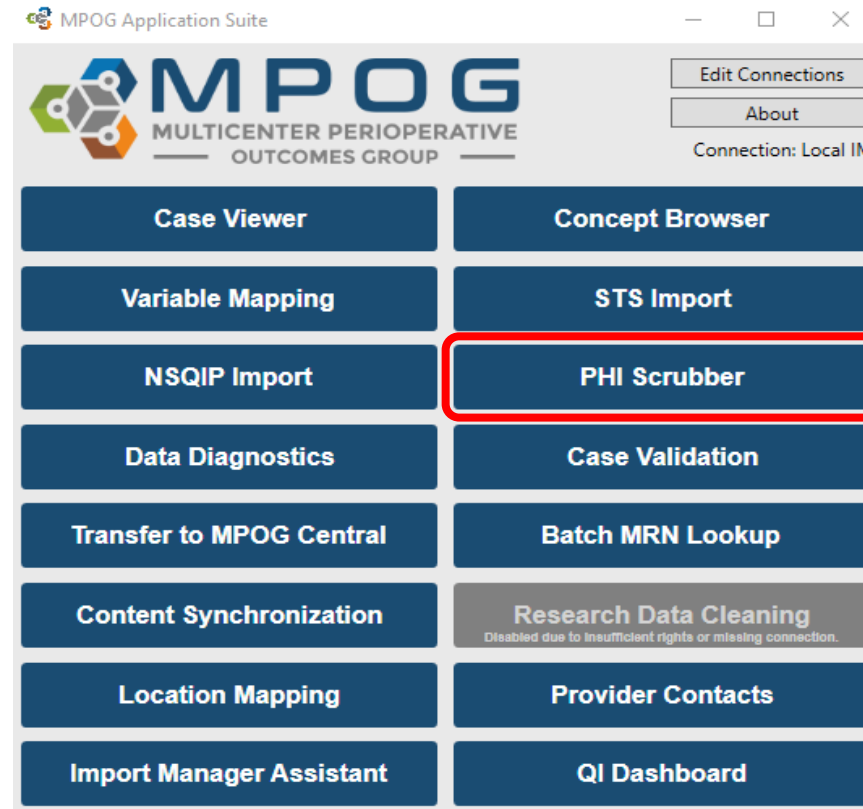 MPOG Application Suite
MPOG
MULTICENTER PERIOPERATIVE
OUTCOMES GROUP
Edit Connections
About
Connection: Local IM
Case Viewer
Concept Browser
Variable Mapping
STS Import
NSQIP Import
PHI Scrubber
Data Diagnostics
Case Validation
Transfer to MPOG Central
Batch MRN Lookup
Content Synchronization
Research Data Cleaning
Disabled due to insufficient rights or missing connection.
Location Mapping
Provider Contacts
Import Manager Assistant
QI Dashboard